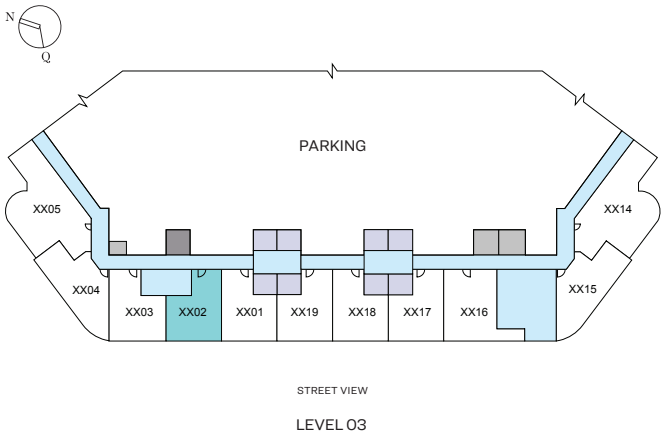 N
Q
PARKING
XX05
XX14
XX04
XX15
XX03
XX02
XX01
XX19
XX18
XX17
XX16
STREET VIEW
LEVEL 03